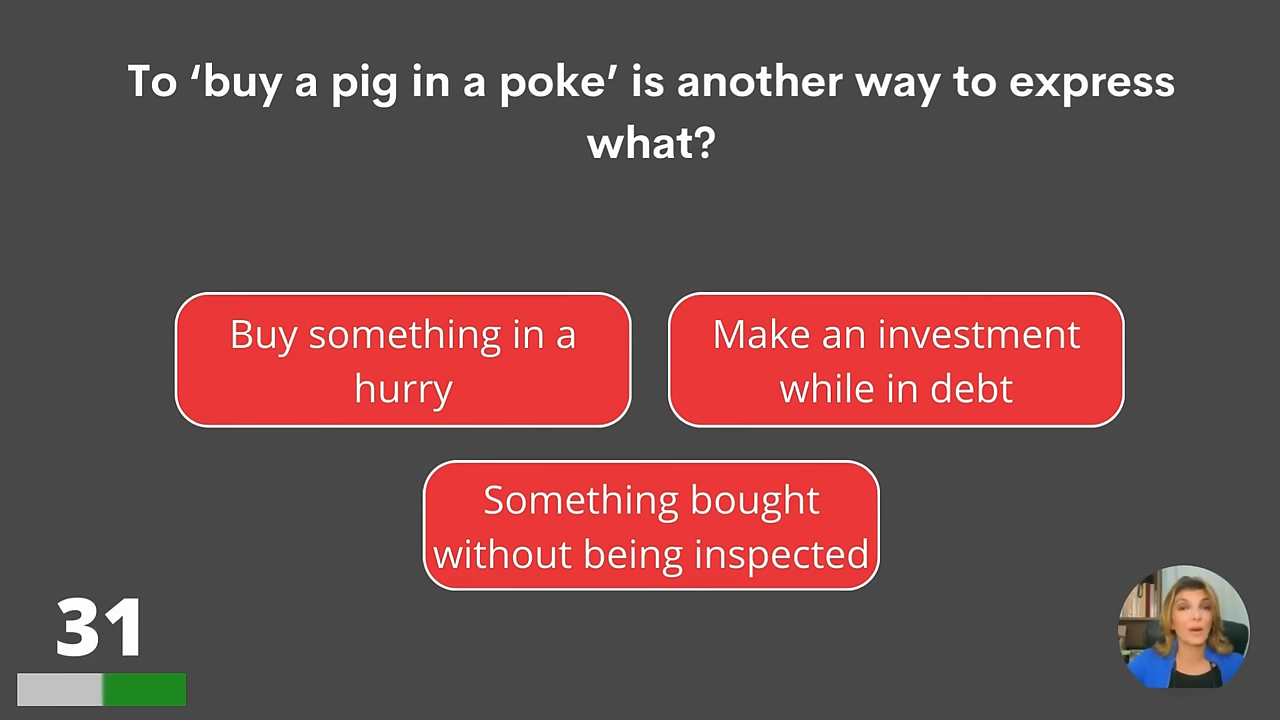 To ‘buy a pig in a poke’ is another way to express
what?
Buy something in a
hurry
Make an investment
while in debt
Something bought
without being inspected
31